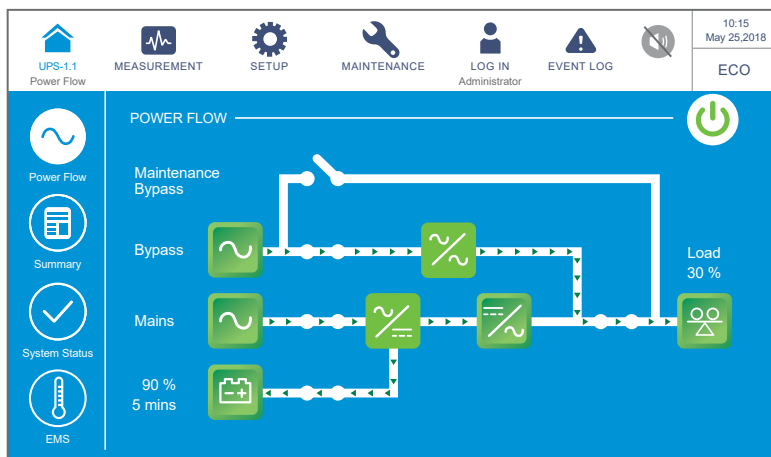 UPS-1.1
Power Flow
MEASUREMENT
SETUP
MAINTENANCE
LOG IN
Administrator
EVENT LOG
10:15
May 25,2018
ECO
Power Flow
Summary
System Status
EMS
POWER FLOW
Maintenance
Bypass
Bypass
Mains
90 %
5 mins
Load
30 %